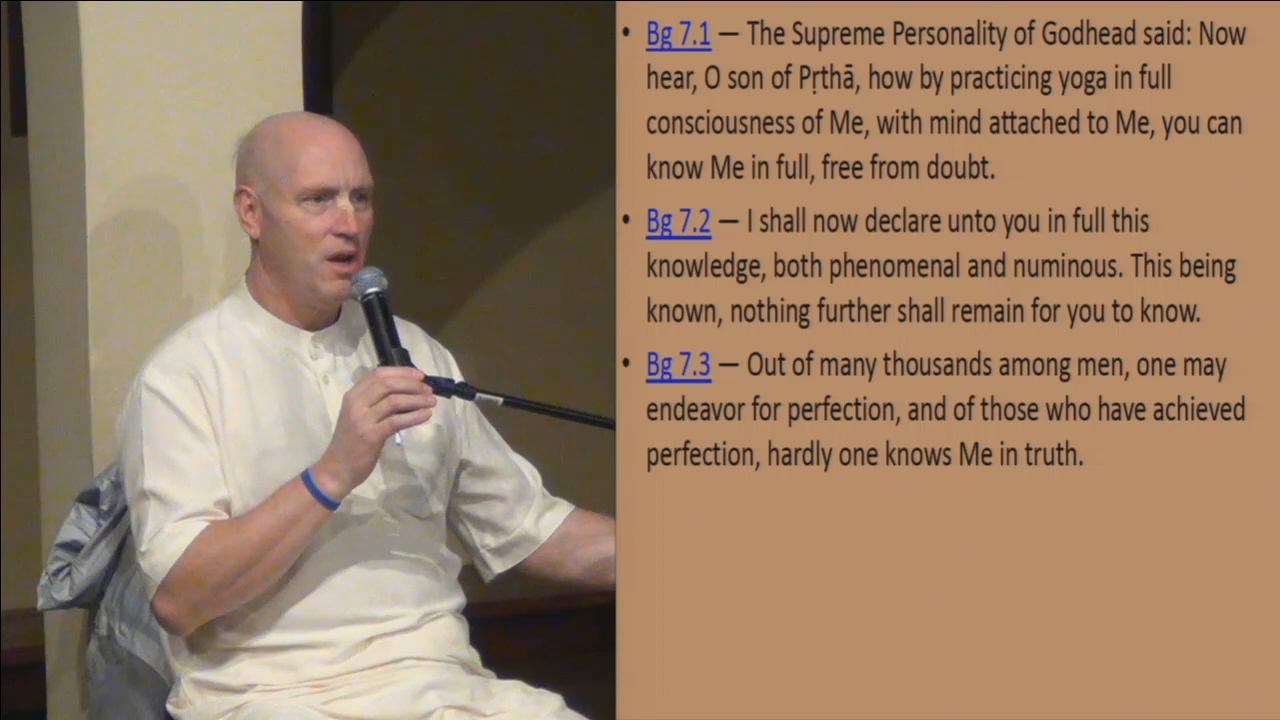 • Bg 7.1 — The Supreme Personality of Godhead said: Now
hear, O son of Pṛthā, how by practicing yoga in full
consciousness of Me, with mind attached to Me, you can
know Me in full, free from doubt.
• Bg 7.2 — I shall now declare unto you in full this
knowledge, both phenomenal and numinous. This being
known, nothing further shall remain for you to know.
• Bg 7.3 — Out of many thousands among men, one may
endeavor for perfection, and of those who have achieved
perfection, hardly one knows Me in truth.